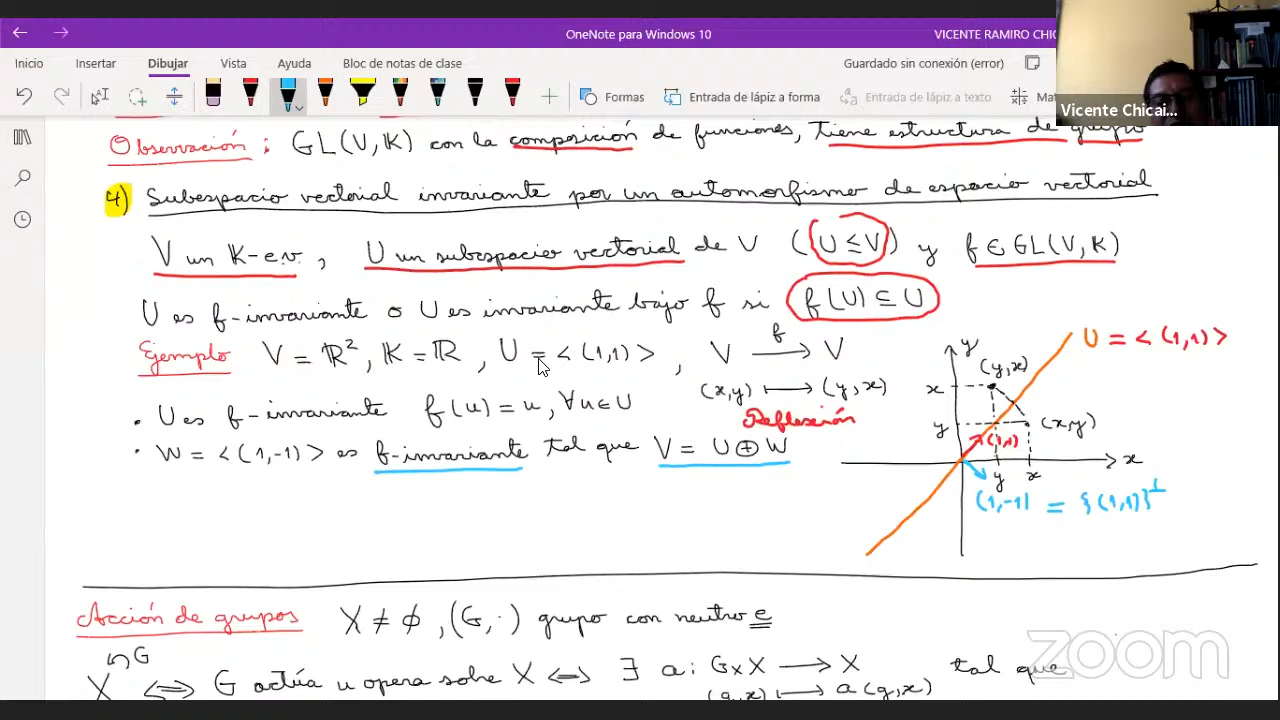 OneNote para Windows 10
VICENTE RAMIRO CHIC
Inicio Insertar Dibujar Vista Ayuda Bloc de notas de clase Guardado sin conexión (error)
Formas Entrada de lápiz a forma Entrada de lápiz a texto Mat
Vicente Chicai...
Observación : GL(V,K) con la composición de funciones, tiene estructura de grupo
4) Subespacio vectorial invariante por un automorfismo de espacio vectorial
V un K-e.v. , U un subespacio vectorial de V ( U ≤ V ) y f ∈ GL(V,K)
U es f-invariante o U es invariante bajo f si f(U) ⊆ U
Ejemplo V = ℝ², K = ℝ , U = <(1,1)> , V —f→ V
(x,y) ⟼ (y,x)
Reflexión
• U es f-invariante f(u) = u, ∀u∈U
• W = <(1,-1)> es f-invariante tal que V = U ⊕ W
y
U = <(1,1)>
(y,x)
x
y
(x,y)
(1,1)
y x
x
(1,-1) = {(1,1)}⊥
Acción de grupos X ≠ ∅ , (G,·) grupo con neutro e
G
X ⟺ G actúa u opera sobre X ⟺ ∃ a: G×X ⟶ X tal que
(g,x) ⟼ a(g,x)
zoom